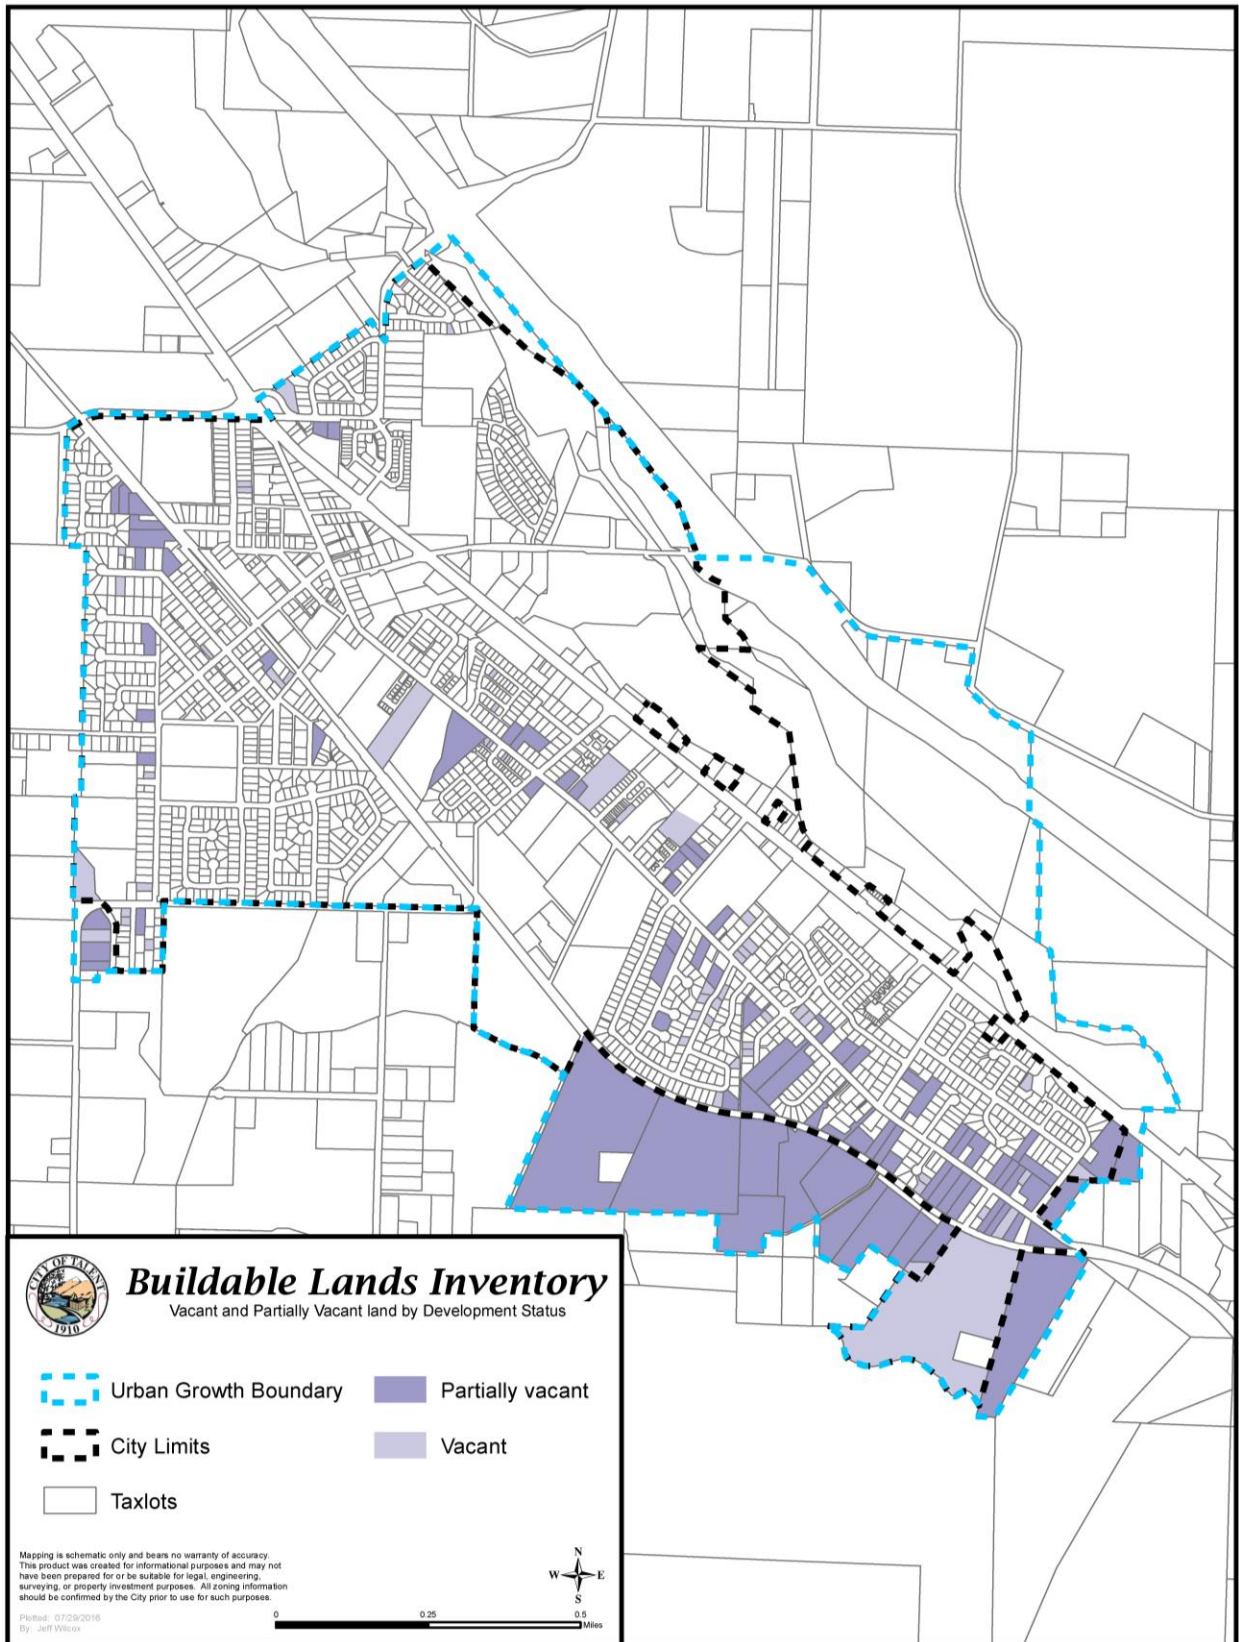 CITY OF TALENT
1910
Buildable Lands Inventory
Vacant and Partially Vacant land by Development Status
Urban Growth Boundary
Partially vacant
City Limits
Vacant
Taxlots
Mapping is schematic only and bears no warranty of accuracy.
This product was created for informational purposes and may not
have been prepared for or be suitable for legal, engineering,
surveying, or property investment purposes. All zoning information
should be confirmed by the City prior to use for such purposes.
Plotted: 07/29/2016
By: Jeff Wilcox
N
W E
S
0 0.25 0.5
Miles